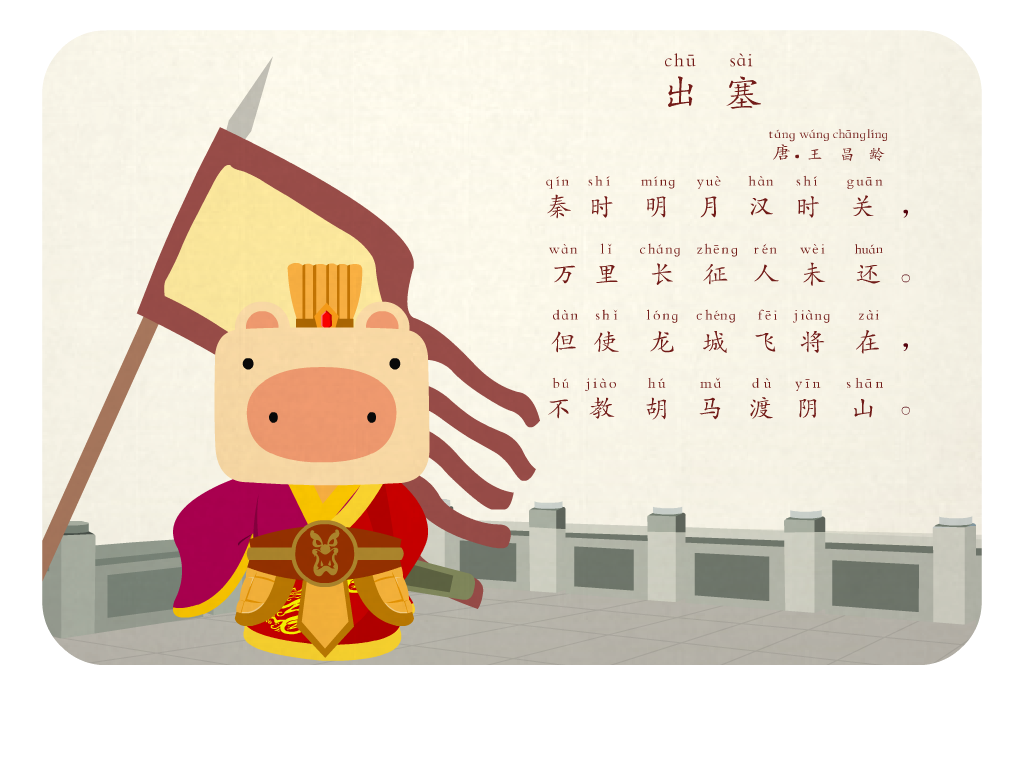 chū sài
出 塞
táng wáng chānglíng
唐·王 昌 龄
qín shí míng yuè hàn shí guān
秦 时 明 月 汉 时 关 ，
wàn lǐ cháng zhēng rén wèi huán
万 里 长 征 人 未 还 。
dàn shǐ lóng chéng fēi jiàng zài
但 使 龙 城 飞 将 在 ，
bú jiào hú mǎ dù yīn shān
不 教 胡 马 渡 阴 山 。